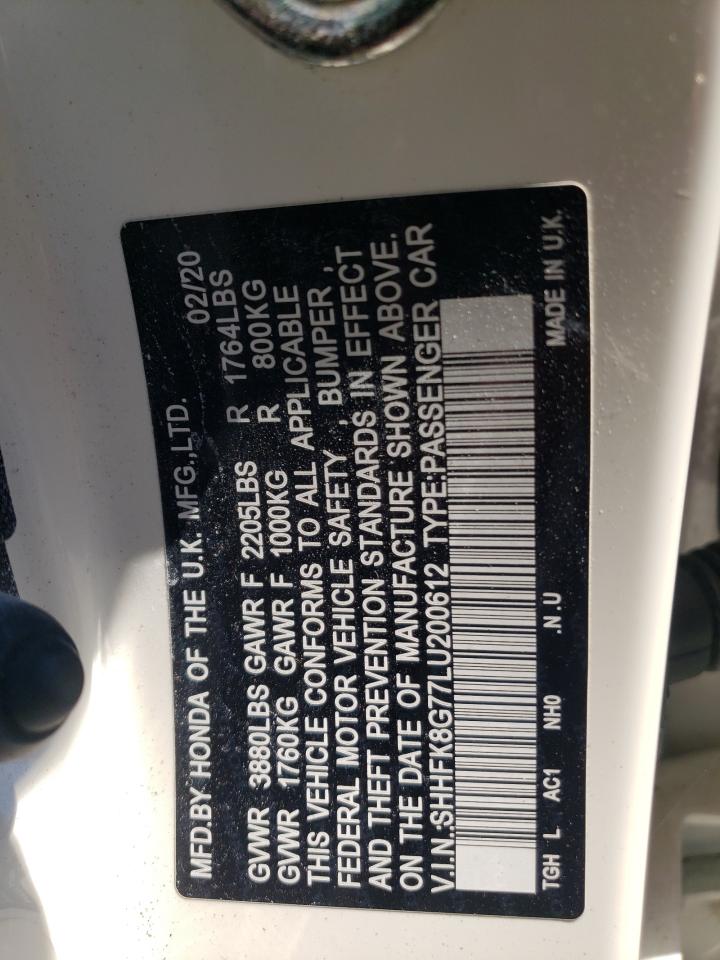 MFD.BY HONDA OF THE U.K. MFG.,LTD. 02/20
GVWR 3880LBS GAWR F 2205LBS R 1764LBS
GVWR 1760KG GAWR F 1000KG R 800KG
THIS VEHICLE CONFORMS TO ALL APPLICABLE
FEDERAL MOTOR VEHICLE SAFETY , BUMPER ,
AND THEFT PREVENTION STANDARDS IN EFFECT
ON THE DATE OF MANUFACTURE SHOWN ABOVE.
V.I.N.:SHHFK8G77LU200612 TYPE:PASSENGER CAR
TGH L AC1 NH0 .N.U MADE IN U.K.